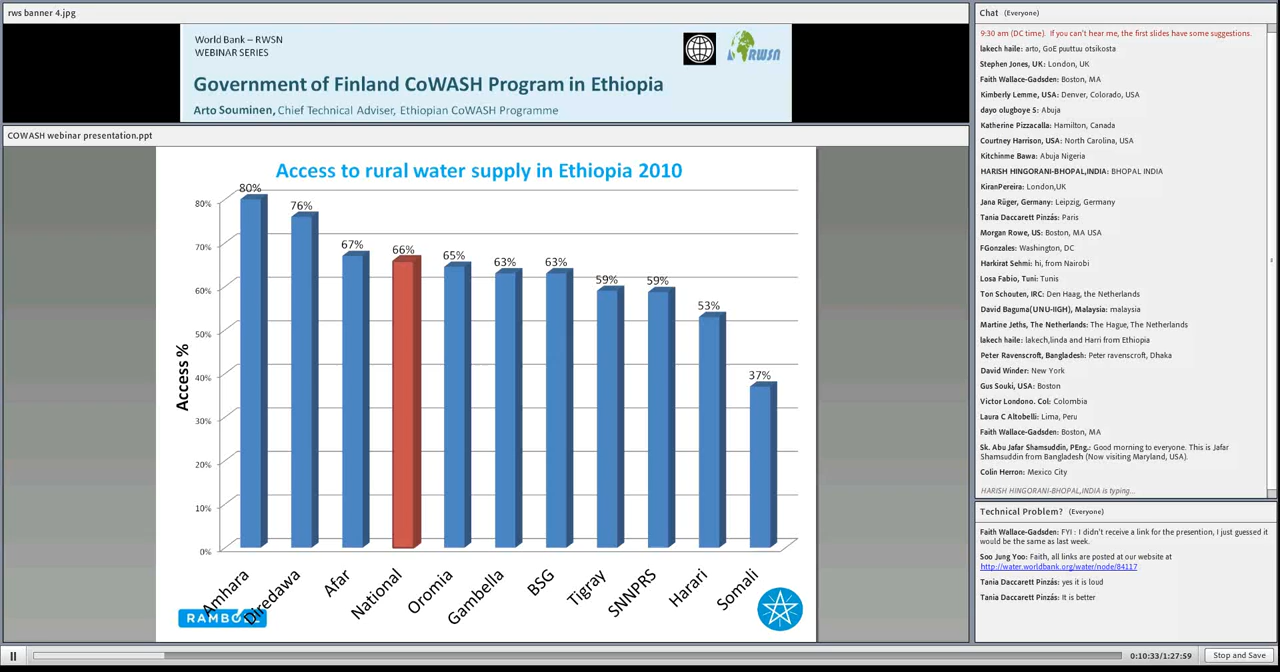 rws banner 4.jpg
World Bank – RWSN
WEBINAR SERIES
RWSN
Government of Finland CoWASH Program in Ethiopia
Arto Souminen, Chief Technical Adviser, Ethiopian CoWASH Programme
COWASH webinar presentation.ppt
Access to rural water supply in Ethiopia 2010
Access %
80%
70%
60%
50%
40%
30%
20%
10%
0%
80%
76%
67%
66%
65%
63%
63%
59%
59%
53%
37%
Amhara
Diredawa
Afar
National
Oromia
Gambella
BSG
Tigray
SNNPRS
Harari
Somali
RAMBOLL
Chat (Everyone)
9:30 am (DC time). If you can't hear me, the first slides have some suggestions.
lakech haile: arto, GoE puuttuu otsikosta
Stephen Jones, UK: London, UK
Faith Wallace-Gadsden: Boston, MA
Kimberly Lemme, USA: Denver, Colorado, USA
dayo olugboye S: Abuja
Katherine Pizzacalla: Hamilton, Canada
Courtney Harrison, USA: North Carolina, USA
Kitchinme Bawa: Abuja Nigeria
HARISH HINGORANI-BHOPAL,INDIA: BHOPAL INDIA
KiranPereira: London,UK
Jana Rüger, Germany: Leipzig, Germany
Tania Daccarett Pinzás: Paris
Morgan Rowe, US: Boston, MA USA
FGonzales: Washington, DC
Harkirat Sehmi: hi, from Nairobi
Losa Fabio, Tuni: Tunis
Ton Schouten, IRC: Den Haag, the Netherlands
David Baguma(UNU-IIGH), Malaysia: malaysia
Martine Jeths, The Netherlands: The Hague, The Netherlands
lakech haile: lakech,linda and Harri from Ethiopia
Peter Ravenscroft, Bangladesh: Peter ravenscroft, Dhaka
David Winder: New York
Gus Souki, USA: Boston
Victor Londono. Col: Colombia
Laura C Altobelli: Lima, Peru
Faith Wallace-Gadsden: Boston, MA
Sk. Abu Jafar Shamsuddin, PEng.: Good morning to everyone. This is Jafar
Shamsuddin from Bangladesh (Now visiting Maryland, USA).
Colin Herron: Mexico City
HARISH HINGORANI-BHOPAL,INDIA is typing...
Technical Problem? (Everyone)
Faith Wallace-Gadsden: FYI : I didn't receive a link for the presention, I just guessed it
would be the same as last week.
Soo Jung Yoo: Faith, all links are posted at our website at
http://water.worldbank.org/water/node/84117
Tania Daccarett Pinzás: yes it is loud
Tania Daccarett Pinzás: It is better
0:10:33/1:27:59
Stop and Save